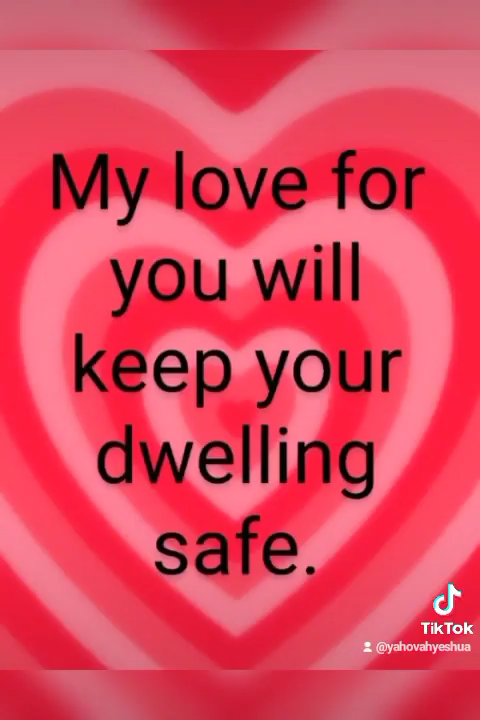 My love for
you will
keep your
dwelling
safe.
TikTok
@yahovahyeshua